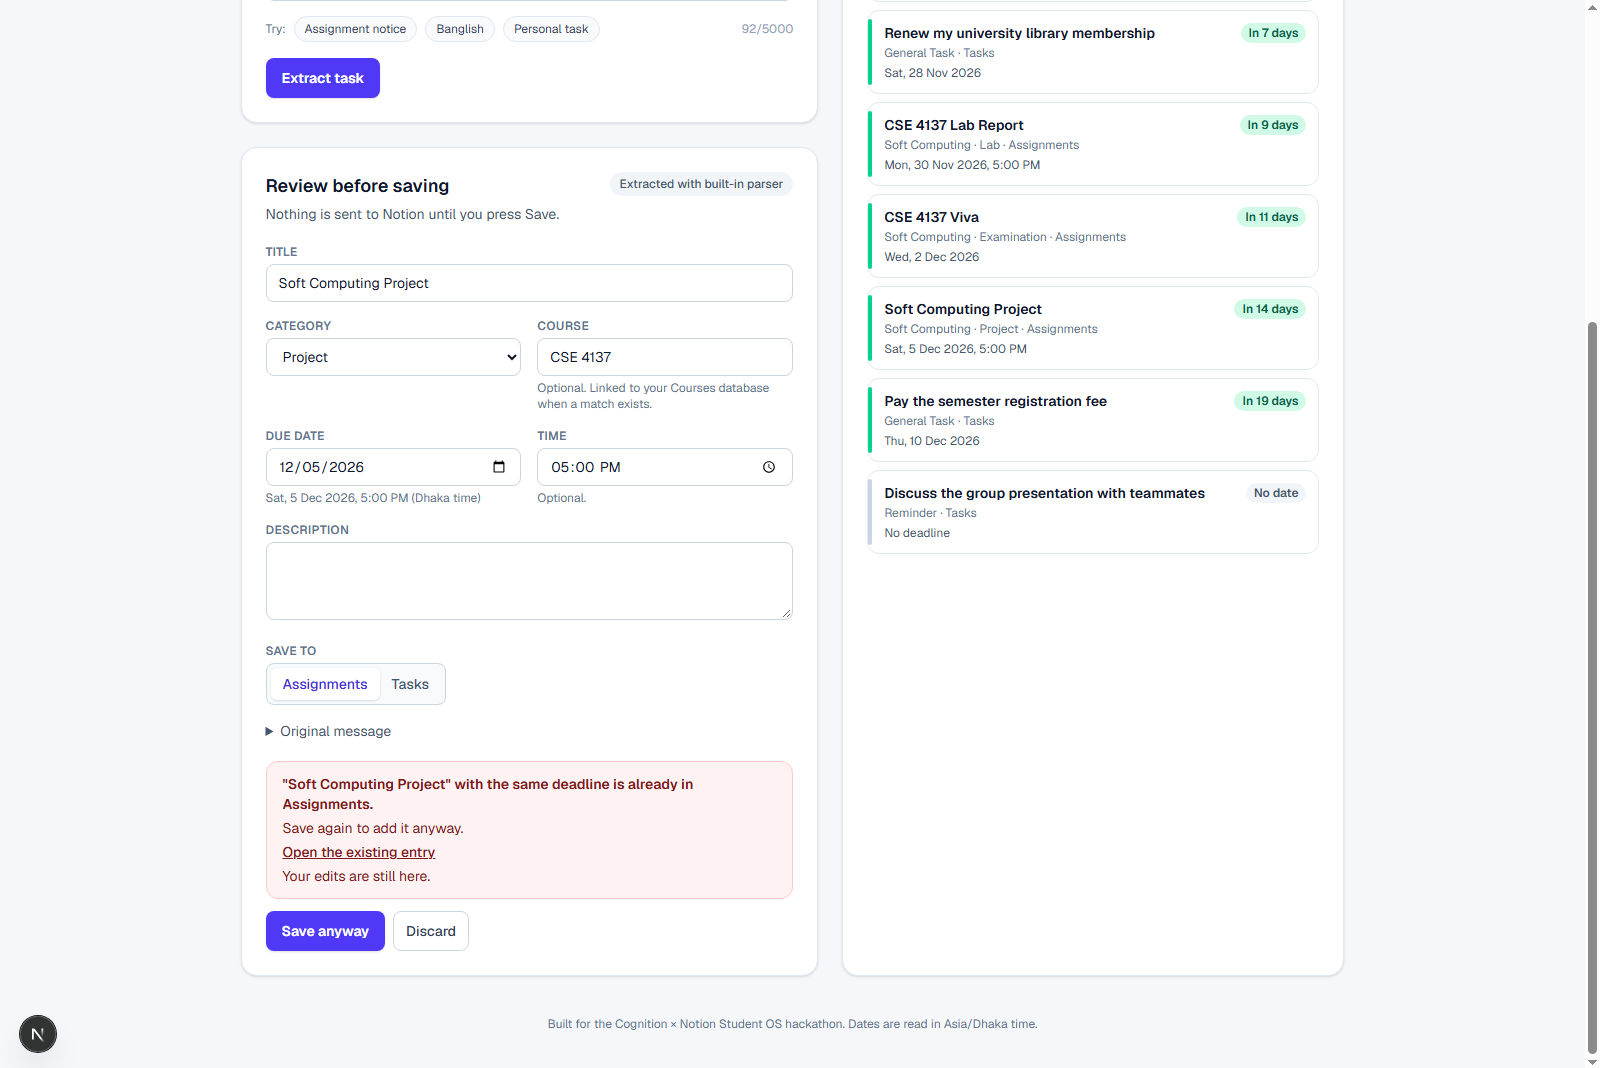 Try:
Assignment notice
Banglish
Personal task
92/5000
Extract task
Review before saving
Extracted with built-in parser
Nothing is sent to Notion until you press Save.
TITLE
Soft Computing Project
CATEGORY
COURSE
Project
CSE 4137
Optional. Linked to your Courses database
when a match exists.
DUE DATE
TIME
12/05/2026
05:00 PM
Sat, 5 Dec 2026, 5:00 PM (Dhaka time)
Optional.
DESCRIPTION
SAVE TO
Assignments
Tasks
Original message
"Soft Computing Project" with the same deadline is already in
Assignments.
Save again to add it anyway.
Open the existing entry
Your edits are still here.
Save anyway
Discard
Renew my university library membership
In 7 days
General Task · Tasks
Sat, 28 Nov 2026
CSE 4137 Lab Report
In 9 days
Soft Computing · Lab · Assignments
Mon, 30 Nov 2026, 5:00 PM
CSE 4137 Viva
In 11 days
Soft Computing · Examination · Assignments
Wed, 2 Dec 2026
Soft Computing Project
In 14 days
Soft Computing · Project · Assignments
Sat, 5 Dec 2026, 5:00 PM
Pay the semester registration fee
In 19 days
General Task · Tasks
Thu, 10 Dec 2026
Discuss the group presentation with teammates
No date
Reminder · Tasks
No deadline
Built for the Cognition × Notion Student OS hackathon. Dates are read in Asia/Dhaka time.
N